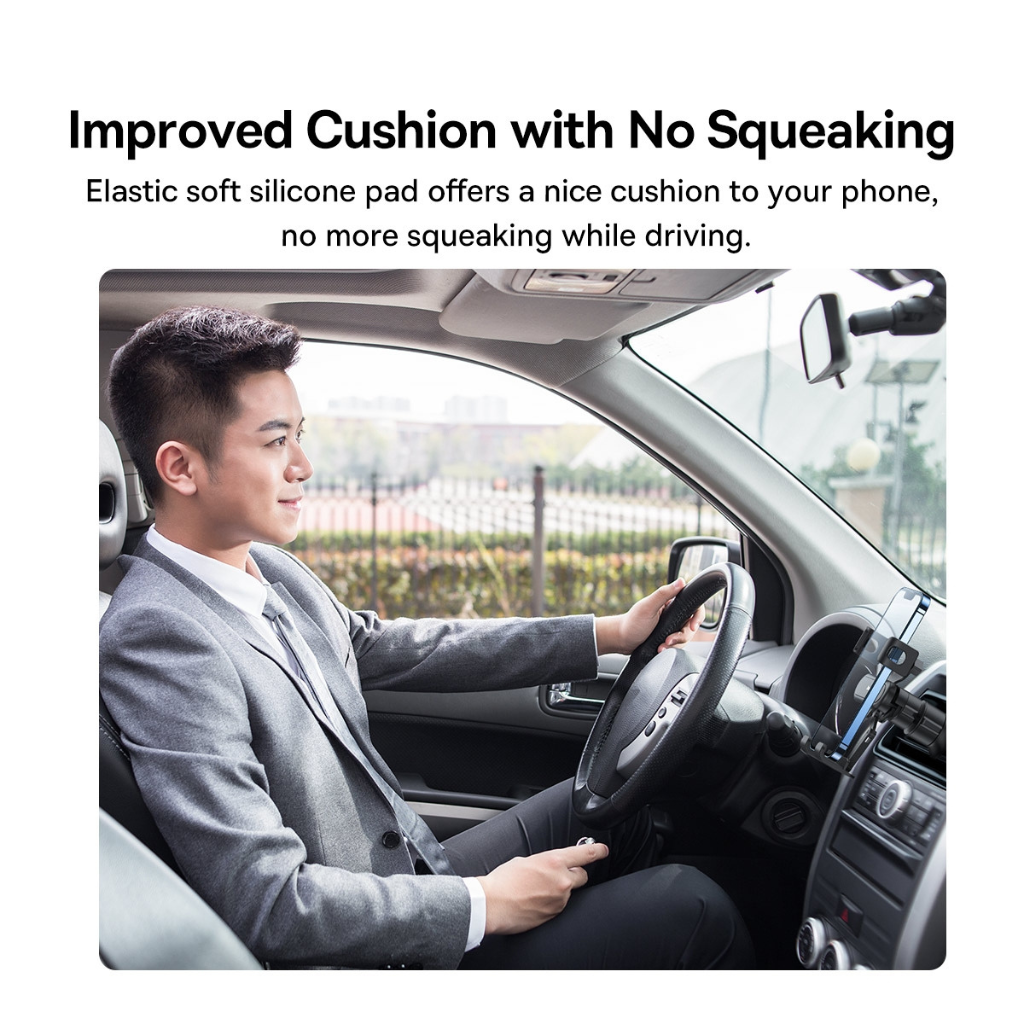 Improved Cushion with No Squeaking
Elastic soft silicone pad offers a nice cushion to your phone,
no more squeaking while driving.